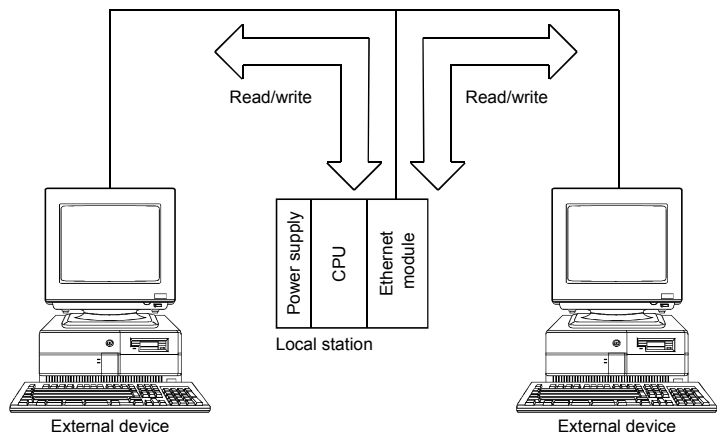 Read/write
Read/write
Power supply
CPU
Ethernet
module
Local station
External device
External device